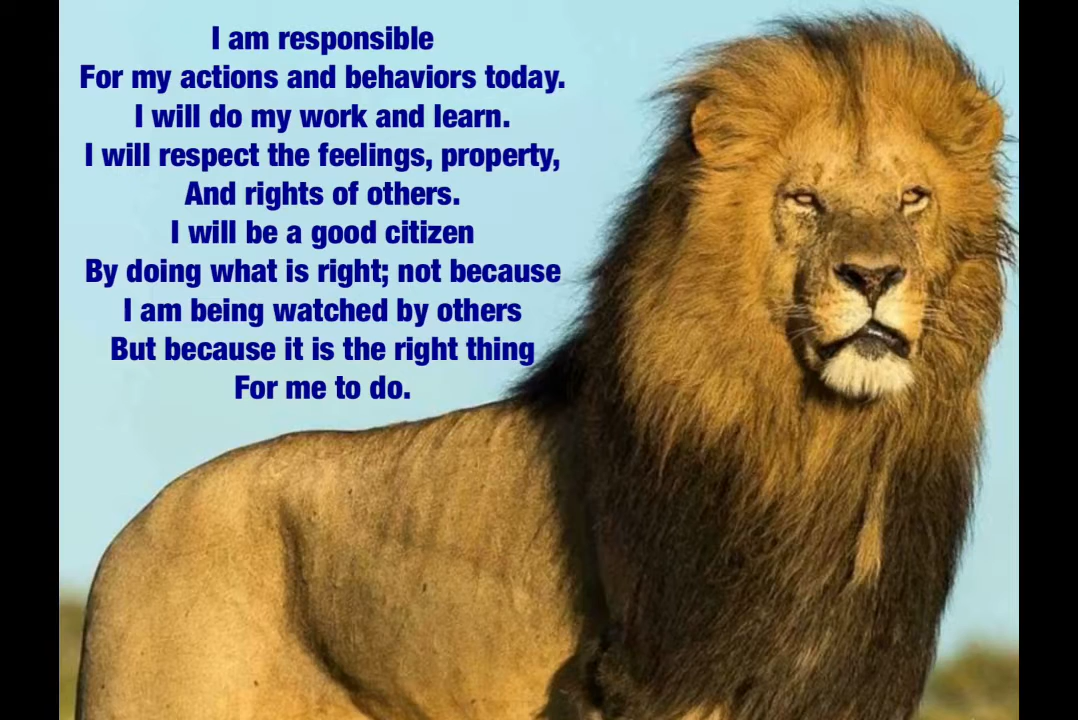 I am responsible
For my actions and behaviors today.
I will do my work and learn.
I will respect the feelings, property,
And rights of others.
I will be a good citizen
By doing what is right; not because
I am being watched by others
But because it is the right thing
For me to do.